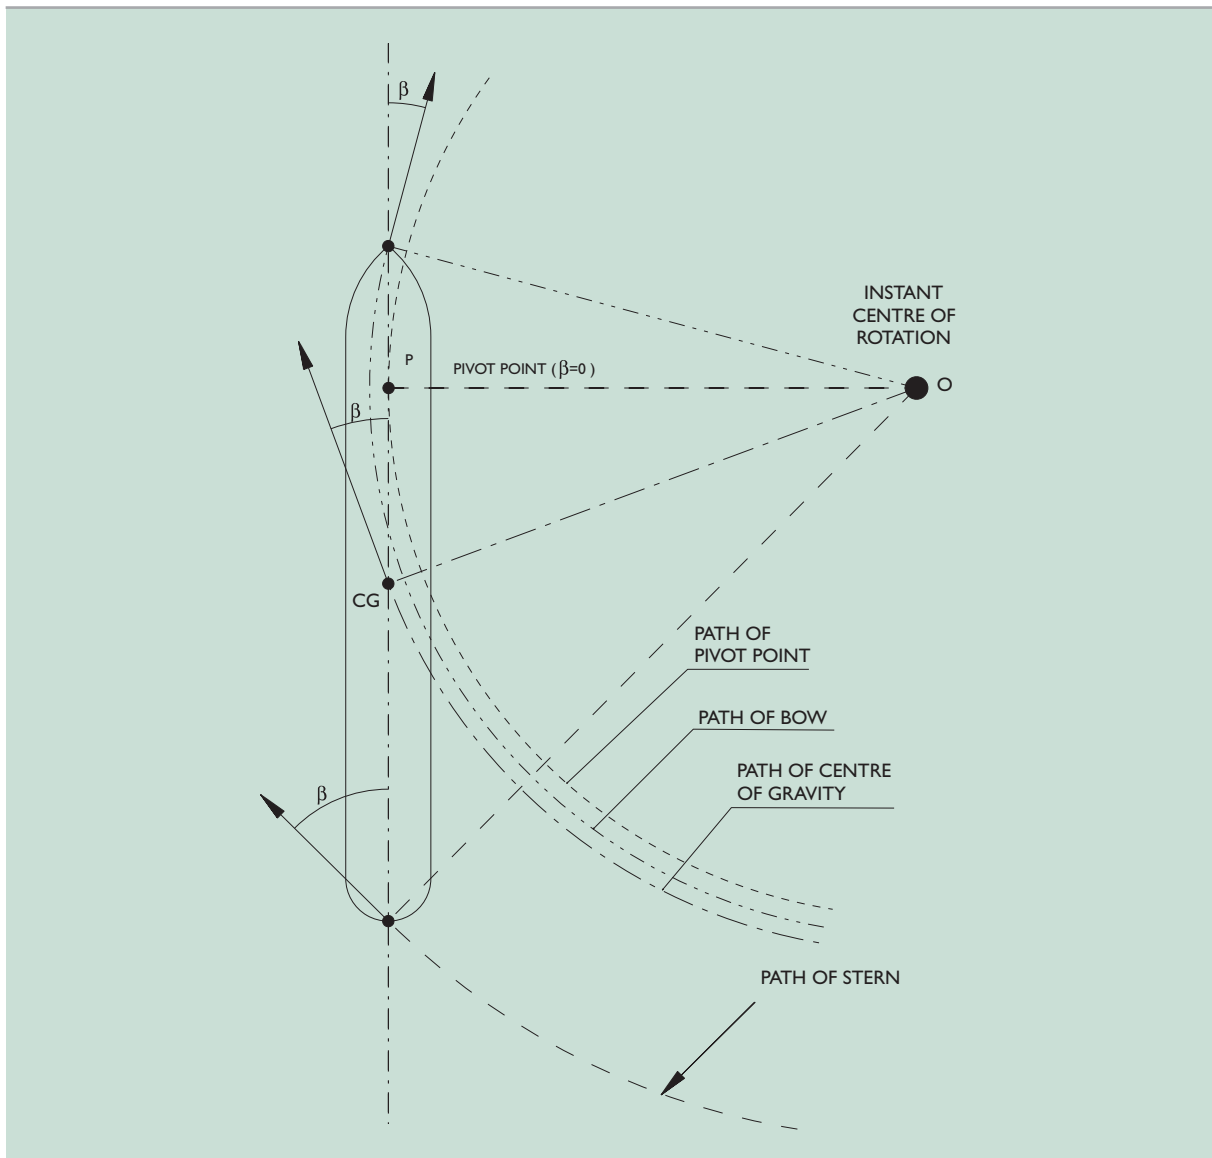 β
INSTANT
CENTRE OF
ROTATION
P
PIVOT POINT ( β=0 )
O
β
CG
PATH OF
PIVOT POINT
PATH OF BOW
PATH OF CENTRE
OF GRAVITY
β
PATH OF STERN